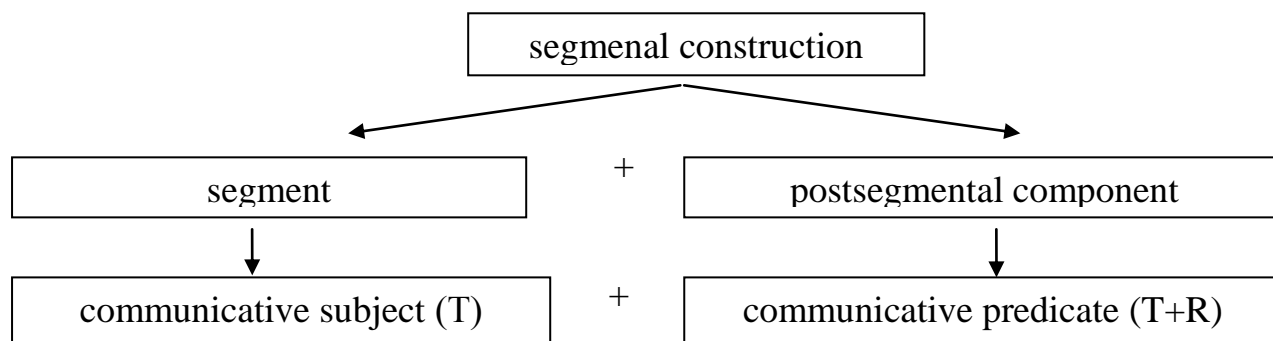 segmenal construction
segment + postsegmental component
communicative subject (T) + communicative predicate (T+R)